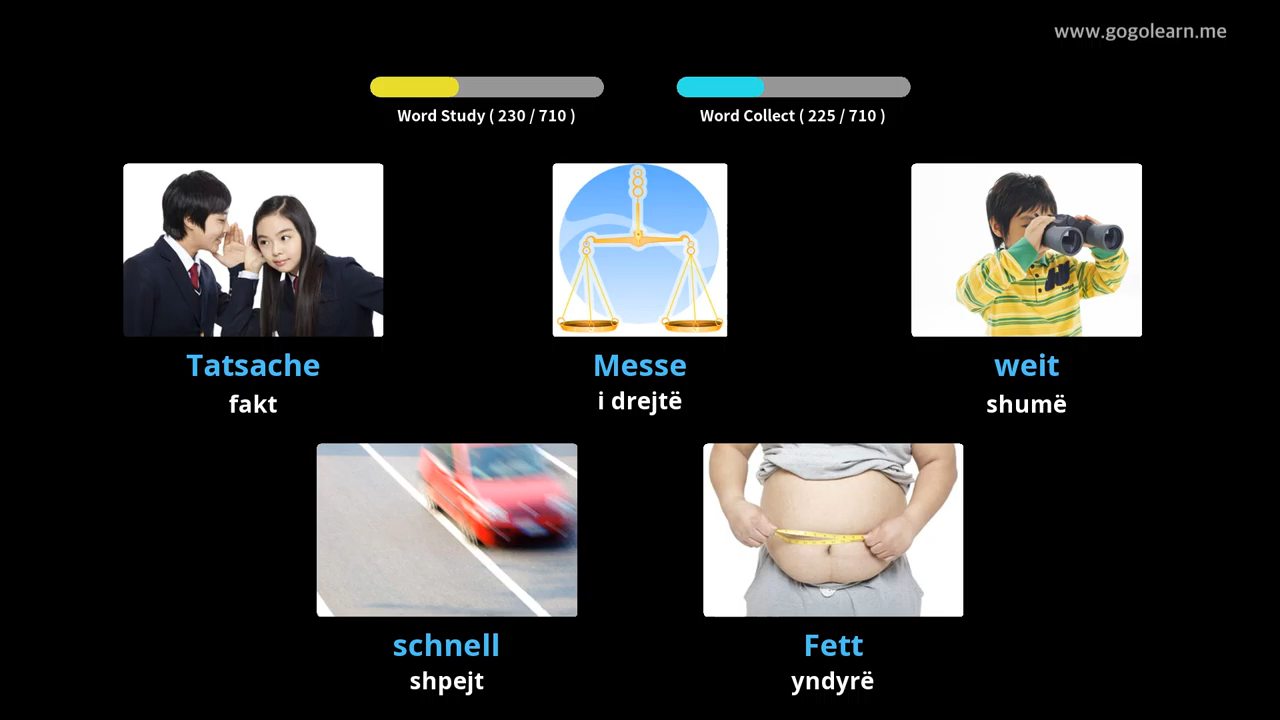 www.gogolearn.me
Word Study ( 230 / 710 )
Word Collect ( 225 / 710 )
Tatsache
fakt
Messe
i drejtë
weit
shumë
schnell
shpejt
Fett
yndyrë